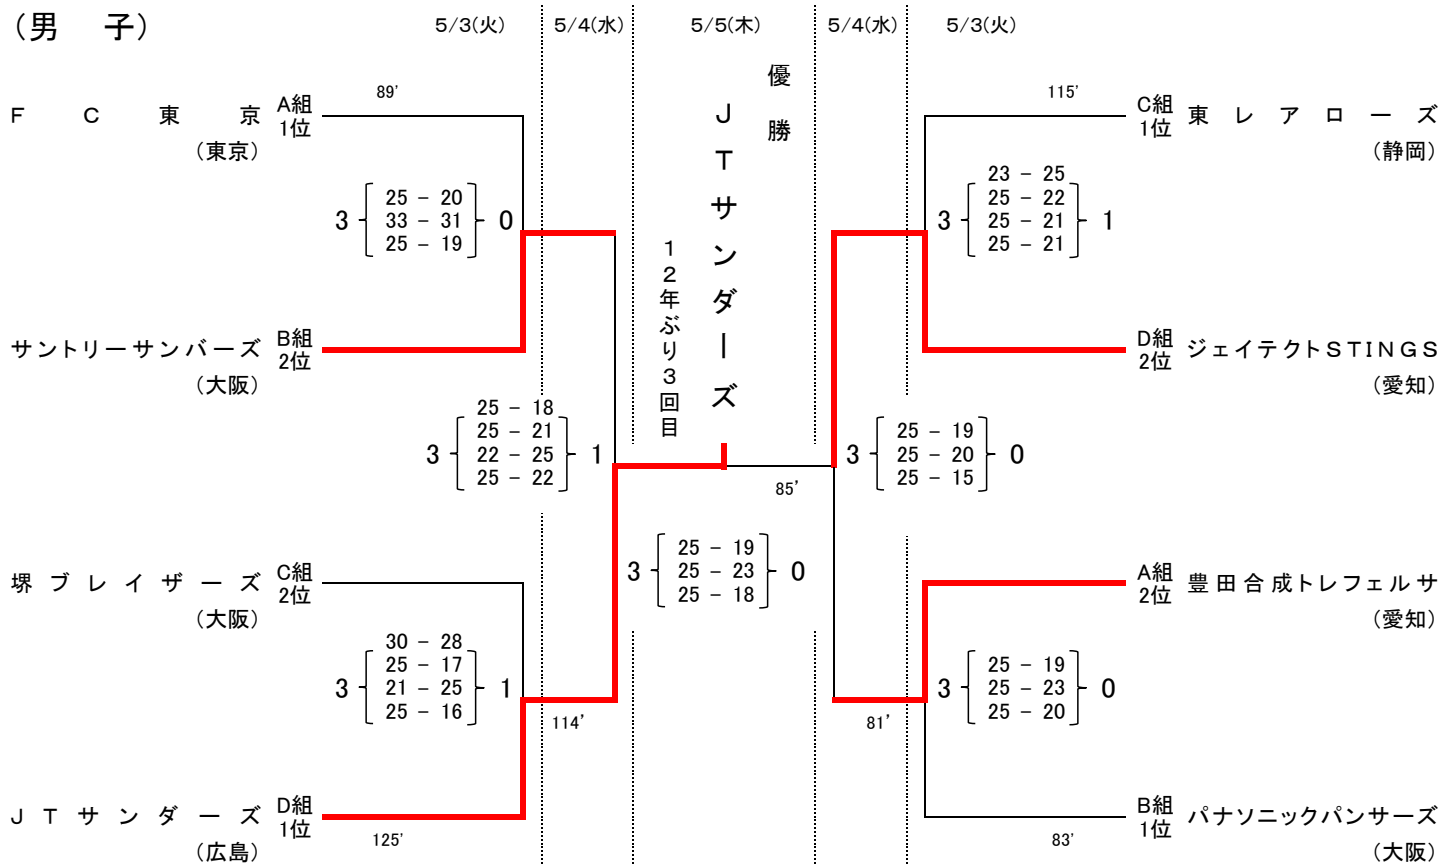 （男　子）
5/3(火)
5/4(水)
5/5(木)
5/4(水)
5/3(火)
優勝
JTサンダーズ
12年ぶり3回目
FC東京
（東京）
A組
1位
89'
3 25 − 20 0
33 − 31
25 − 19
サントリーサンバーズ
（大阪）
B組
2位
25 − 18
25 − 21
3 22 − 25 1
25 − 22
堺ブレイザーズ
（大阪）
C組
2位
30 − 28
25 − 17
3 21 − 25 1
25 − 16
114'
JTサンダーズ
（広島）
D組
1位
125'
85'
25 − 19
3 25 − 23 0
25 − 18
115'
C組
1位
東レアローズ
（静岡）
23 − 25
25 − 22
3 25 − 21 1
25 − 21
D組
2位
ジェイテクトSTINGS
（愛知）
25 − 19
3 25 − 20 0
25 − 15
A組
2位
豊田合成トレフェルサ
（愛知）
25 − 19
3 25 − 23 0
25 − 20
81'
B組
1位
パナソニックパンサーズ
（大阪）
83'